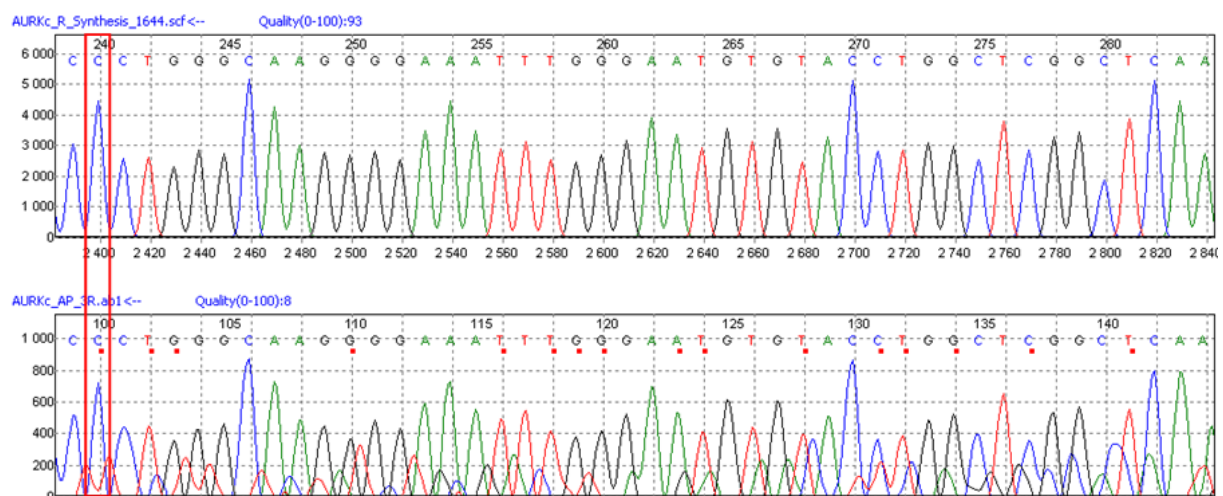 AURKc_R_Synthesis_1644.scf<-- Quality(0-100):93
240 245 250 255 260 265 270 275 280
C C C T G G G C A A G G G G A A A T T T G G G A A T G T G T A C C T G G C T C G G C T C A A
6 000
5 000
4 000
3 000
2 000
1 000
0
2 400 2 420 2 440 2 460 2 480 2 500 2 520 2 540 2 560 2 580 2 600 2 620 2 640 2 660 2 680 2 700 2 720 2 740 2 760 2 780 2 800 2 820 2 840
AURKc_AP_3R.ab1<-- Quality(0-100):8
100 105 110 115 120 125 130 135 140
C C C T G G G C A A G G G G A A A T T T G G G A A T G T G T A C C T G G C T C G G C T C A A
1 000
800
600
400
200
0